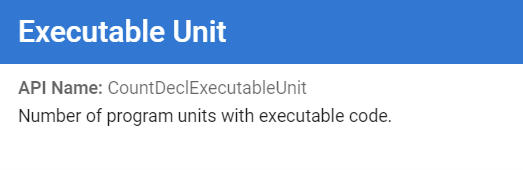 Executable Unit
API Name: CountDeclExecutableUnit
Number of program units with executable code.